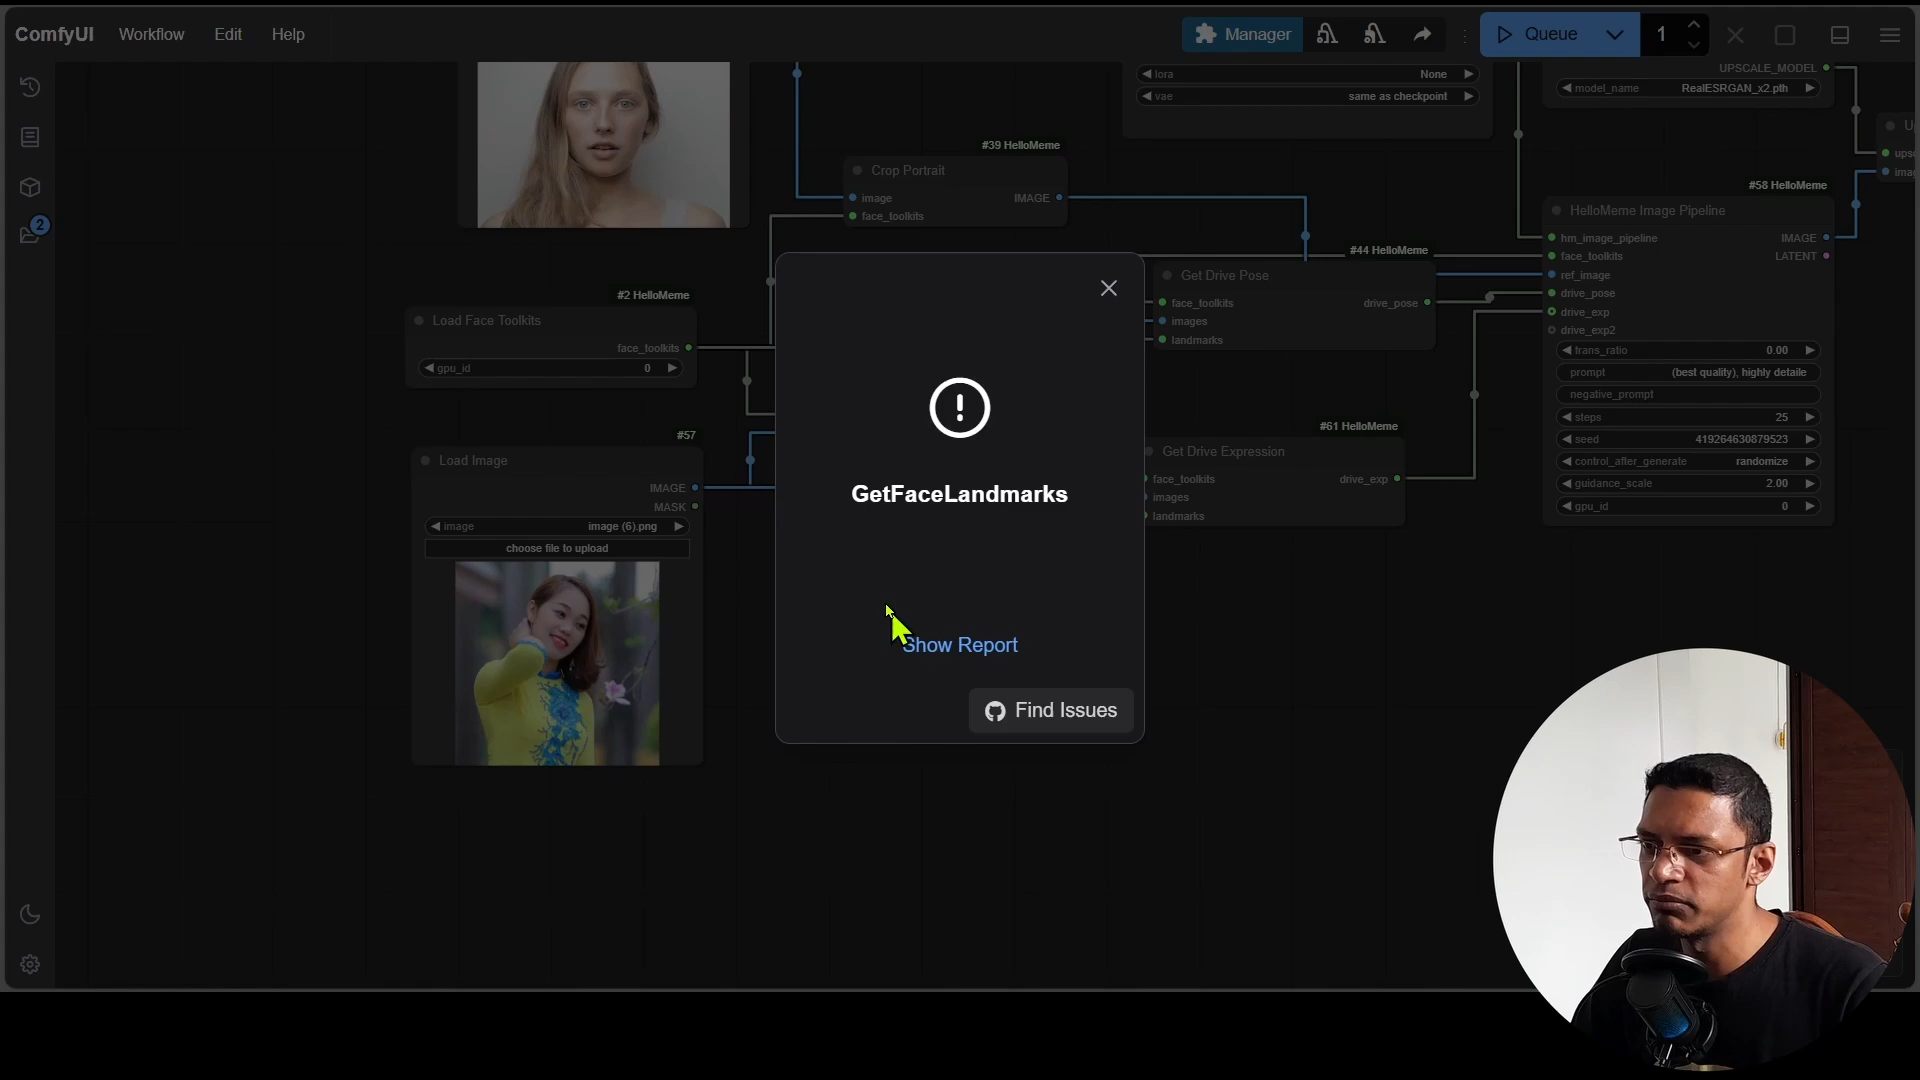 ComfyUI
Workflow
Edit
Help
Manager
Queue
1
2
lora
None
vae
same as checkpoint
UPSCALE_MODEL
model_name
RealESRGAN_x2.pth
#39 HelloMeme
Crop Portrait
image
IMAGE
face_toolkits
#58 HelloMeme
HelloMeme Image Pipeline
hm_image_pipeline
IMAGE
face_toolkits
LATENT
ref_image
drive_pose
drive_exp
drive_exp2
trans_ratio
0.00
prompt
(best quality), highly detaile
negative_prompt
steps
25
seed
419264630879523
control_after_generate
randomize
guidance_scale
2.00
gpu_id
0
#44 HelloMeme
Get Drive Pose
face_toolkits
drive_pose
images
landmarks
#2 HelloMeme
Load Face Toolkits
face_toolkits
gpu_id
0
#57
Load Image
IMAGE
MASK
image
image (6).png
choose file to upload
#61 HelloMeme
Get Drive Expression
face_toolkits
drive_exp
images
landmarks
GetFaceLandmarks
Show Report
Find Issues